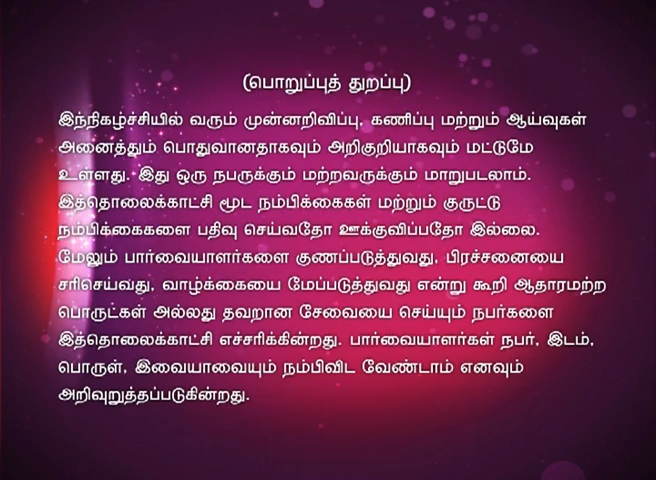 (பொறுப்புத் துறப்பு)
இந்நிகழ்ச்சியில் வரும் முன்னறிவிப்பு, கணிப்பு மற்றும் ஆய்வுகள்
அனைத்தும் பொதுவானதாகவும் அறிகுறியாகவும் மட்டுமே
உள்ளது. இது ஒரு நபருக்கும் மற்றவருக்கும் மாறுபடலாம்.
இத்தொலைக்காட்சி மூட நம்பிக்கைகள் மற்றும் குருட்டு
நம்பிக்கைகளை பதிவு செய்வதோ ஊக்குவிப்பதோ இல்லை.
மேலும் பார்வையாளர்களை குணப்படுத்துவது, பிரச்சனையை
சரிசெய்வது, வாழ்க்கையை மேப்படுத்துவது என்று கூறி ஆதாரமற்ற
பொருட்கள் அல்லது தவறான சேவையை செய்யும் நபர்களை
இத்தொலைக்காட்சி எச்சரிக்கின்றது. பார்வையாளர்கள் நபர், இடம்,
பொருள், இவையாவையும் நம்பிவிட வேண்டாம் எனவும்
அறிவுறுத்தப்படுகின்றது.